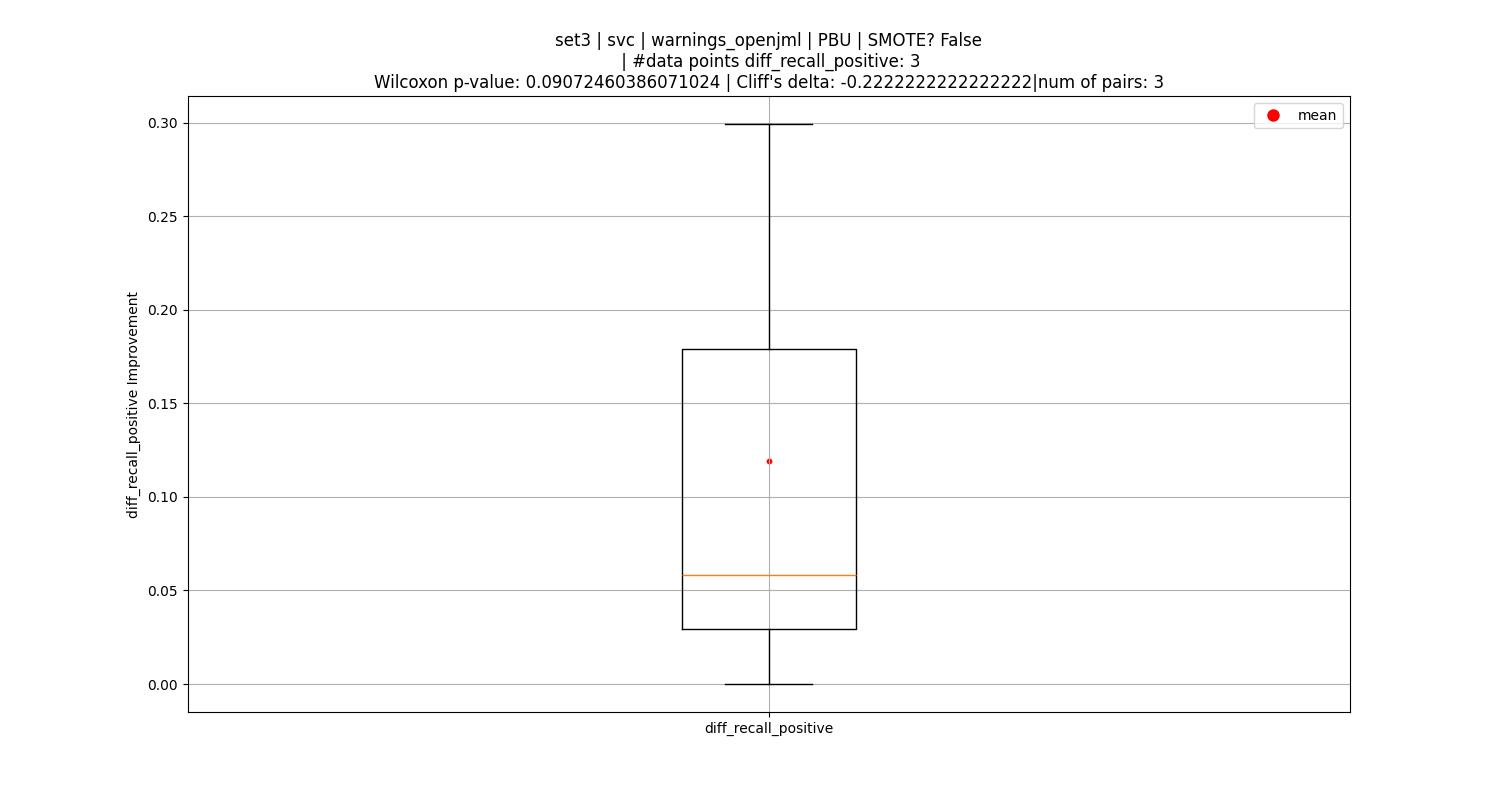 set3 | svc | warnings_openjml | PBU | SMOTE? False
| #data points diff_recall_positive: 3
Wilcoxon p-value: 0.09072460386071024 | Cliff's delta: -0.2222222222222222|num of pairs: 3
mean
0.30
0.25
0.20
0.15
0.10
0.05
0.00
diff_recall_positive Improvement
diff_recall_positive